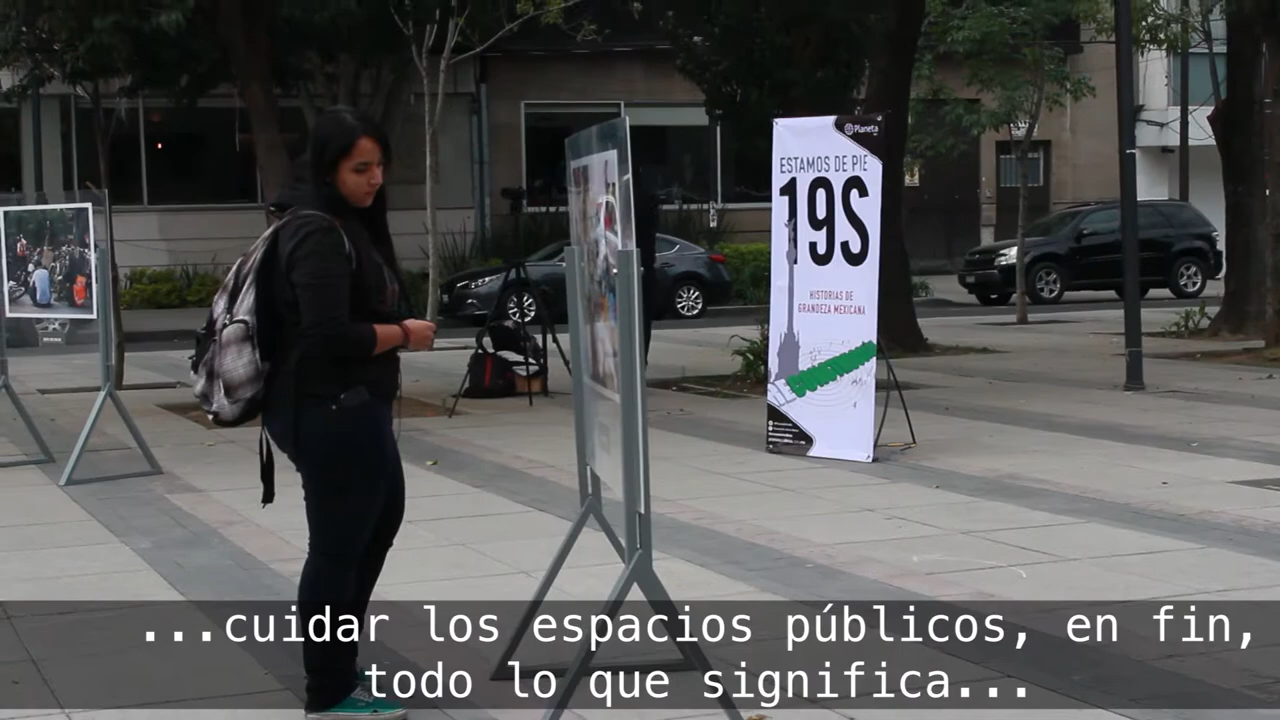 Planeta
ESTAMOS DE PIE
19S
HISTORIAS DE
GRANDEZA MEXICANA
...cuidar los espacios públicos, en fin,
todo lo que significa...